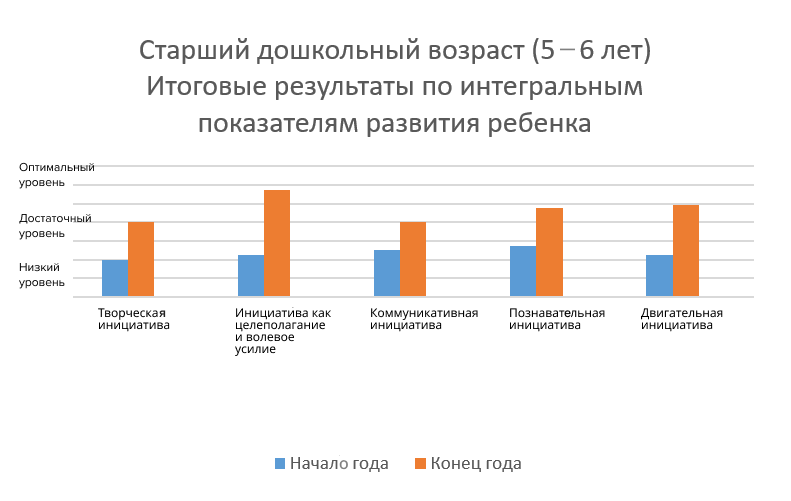 Старший дошкольный возраст (5 – 6 лет)
Итоговые результаты по интегральным
показателям развития ребенка
Оптимальный
уровень
Достаточный
уровень
Низкий
уровень
Творческая
инициатива
Инициатива как
целеполагание
и волевое
усилие
Коммуникативная
инициатива
Познавательная
инициатива
Двигательная
инициатива
Начало года
Конец года